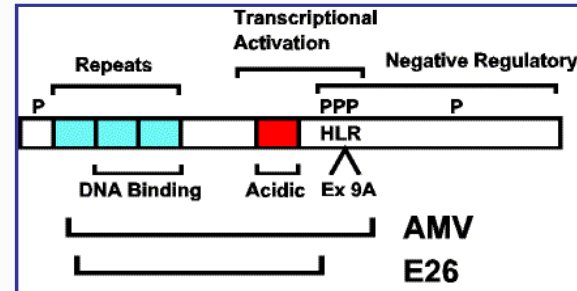 Transcriptional
Activation
Repeats
Negative Regulatory
P
PPP
P
HLR
DNA Binding
Acidic
Ex 9A
AMV
E26